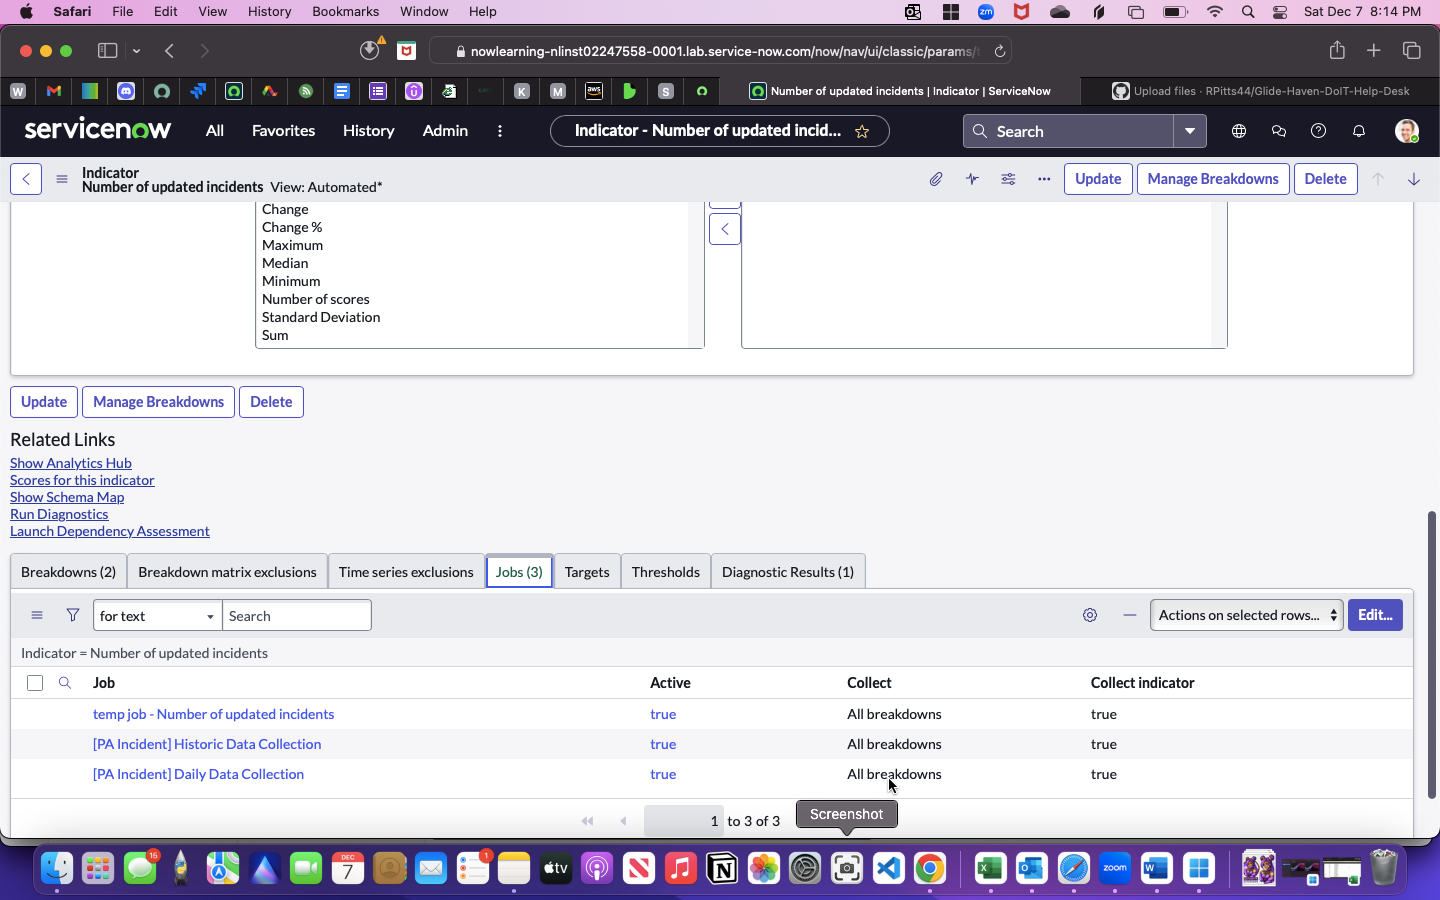 Safari File Edit View History Bookmarks Window Help zm Sat Dec 7 8:14 PM
nowlearning-nlinst02247558-0001.lab.service-now.com/now/nav/ui/classic/params/
W K M aws S Number of updated incidents | Indicator | ServiceNow Upload files · RPitts44/Glide-Haven-DoIT-Help-Desk
servicenow All Favorites History Admin Indicator - Number of updated incid... Search
Indicator
Number of updated incidents View: Automated*
Update Manage Breakdowns Delete
Change
Change %
Maximum
Median
Minimum
Number of scores
Standard Deviation
Sum
Update Manage Breakdowns Delete
Related Links
Show Analytics Hub
Scores for this indicator
Show Schema Map
Run Diagnostics
Launch Dependency Assessment
Breakdowns (2) Breakdown matrix exclusions Time series exclusions Jobs (3) Targets Thresholds Diagnostic Results (1)
for text Search Actions on selected rows... Edit...
Indicator = Number of updated incidents
Job Active Collect Collect indicator
temp job - Number of updated incidents true All breakdowns true
[PA Incident] Historic Data Collection true All breakdowns true
[PA Incident] Daily Data Collection true All breakdowns true
1 to 3 of 3
Screenshot
16 DEC 7 1 tv N zoom W